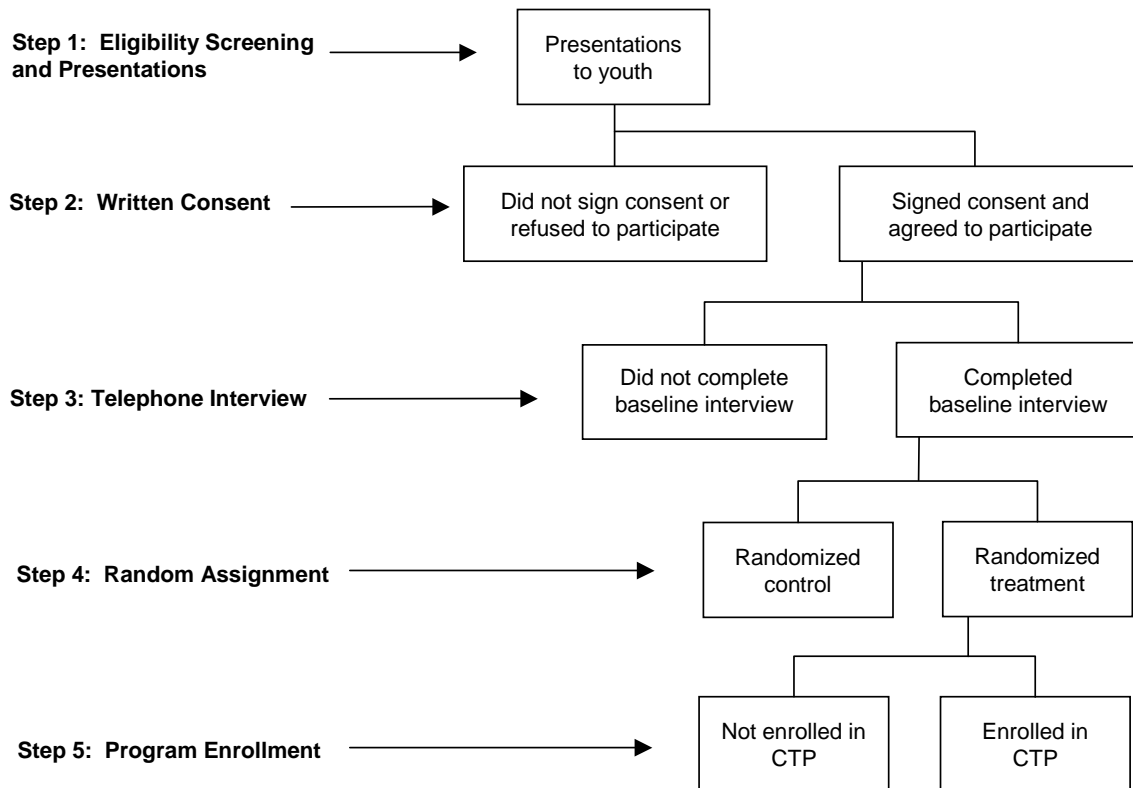 Step 1: Eligibility Screening
and Presentations
Presentations
to youth
Step 2: Written Consent
Did not sign consent or
refused to participate
Signed consent and
agreed to participate
Step 3: Telephone Interview
Did not complete
baseline interview
Completed
baseline interview
Step 4: Random Assignment
Randomized
control
Randomized
treatment
Step 5: Program Enrollment
Not enrolled in
CTP
Enrolled in
CTP